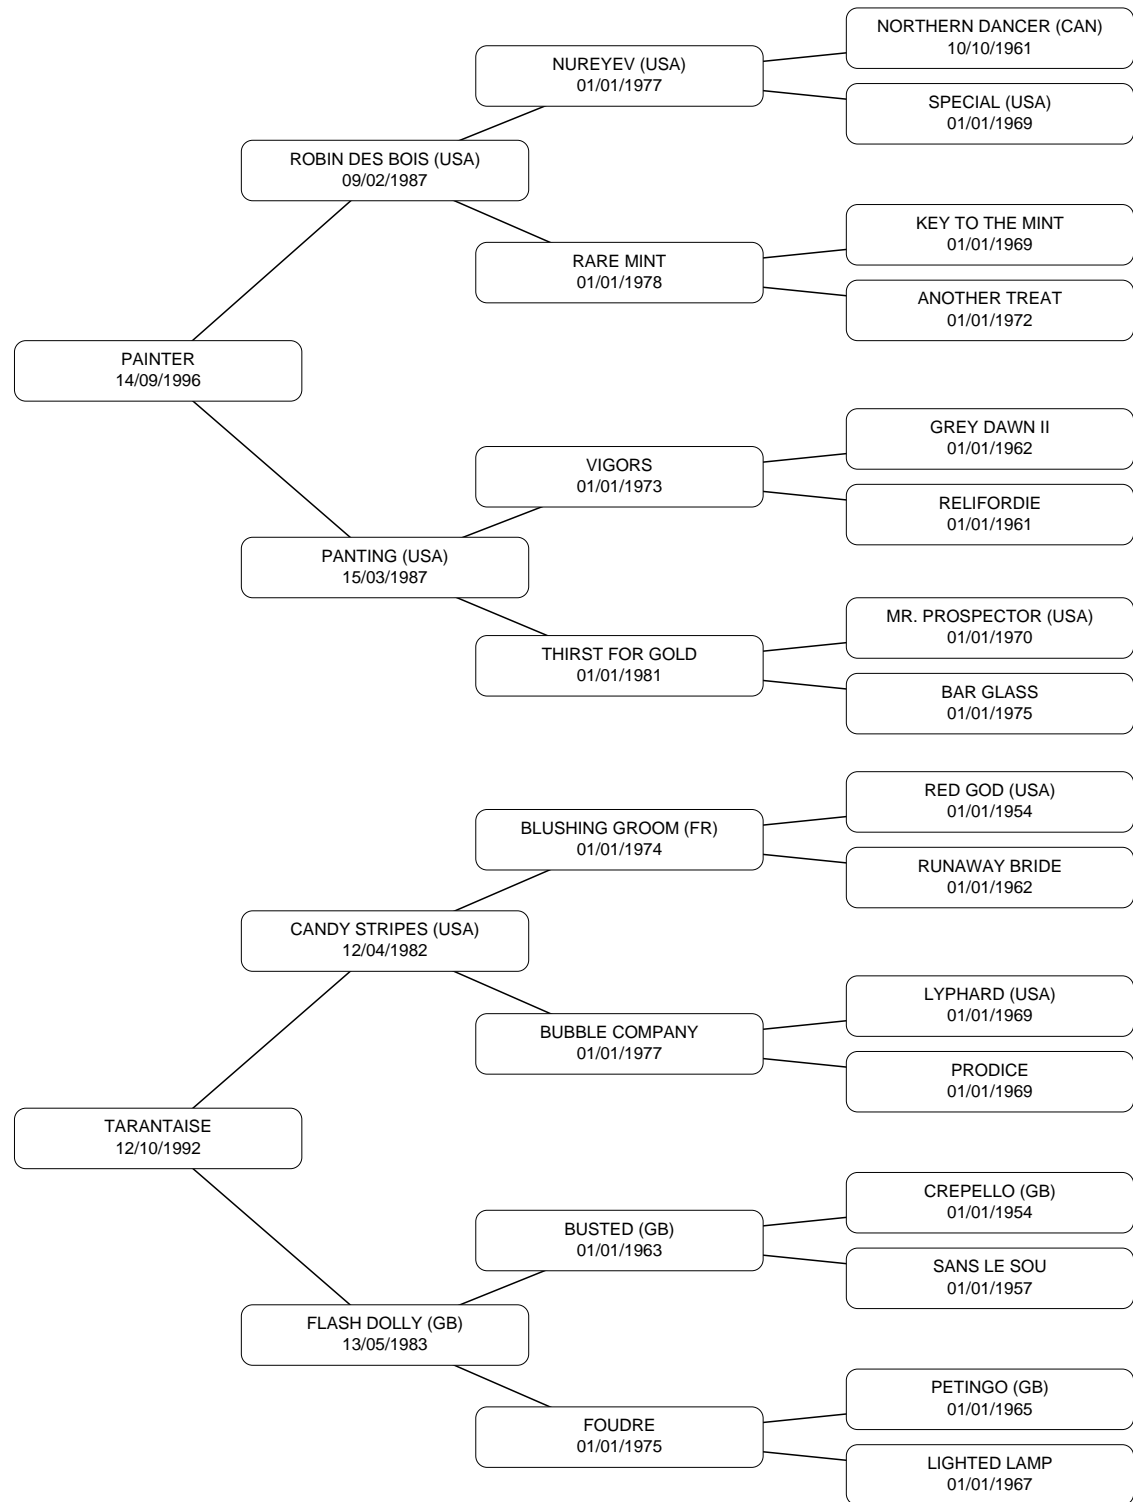 NORTHERN DANCER (CAN)
10/10/1961
NUREYEV (USA)
01/01/1977
SPECIAL (USA)
01/01/1969
ROBIN DES BOIS (USA)
09/02/1987
KEY TO THE MINT
01/01/1969
RARE MINT
01/01/1978
ANOTHER TREAT
01/01/1972
PAINTER
14/09/1996
GREY DAWN II
01/01/1962
VIGORS
01/01/1973
RELIFORDIE
01/01/1961
PANTING (USA)
15/03/1987
MR. PROSPECTOR (USA)
01/01/1970
THIRST FOR GOLD
01/01/1981
BAR GLASS
01/01/1975
RED GOD (USA)
01/01/1954
BLUSHING GROOM (FR)
01/01/1974
RUNAWAY BRIDE
01/01/1962
CANDY STRIPES (USA)
12/04/1982
LYPHARD (USA)
01/01/1969
BUBBLE COMPANY
01/01/1977
PRODICE
01/01/1969
TARANTAISE
12/10/1992
CREPELLO (GB)
01/01/1954
BUSTED (GB)
01/01/1963
SANS LE SOU
01/01/1957
FLASH DOLLY (GB)
13/05/1983
PETINGO (GB)
01/01/1965
FOUDRE
01/01/1975
LIGHTED LAMP
01/01/1967